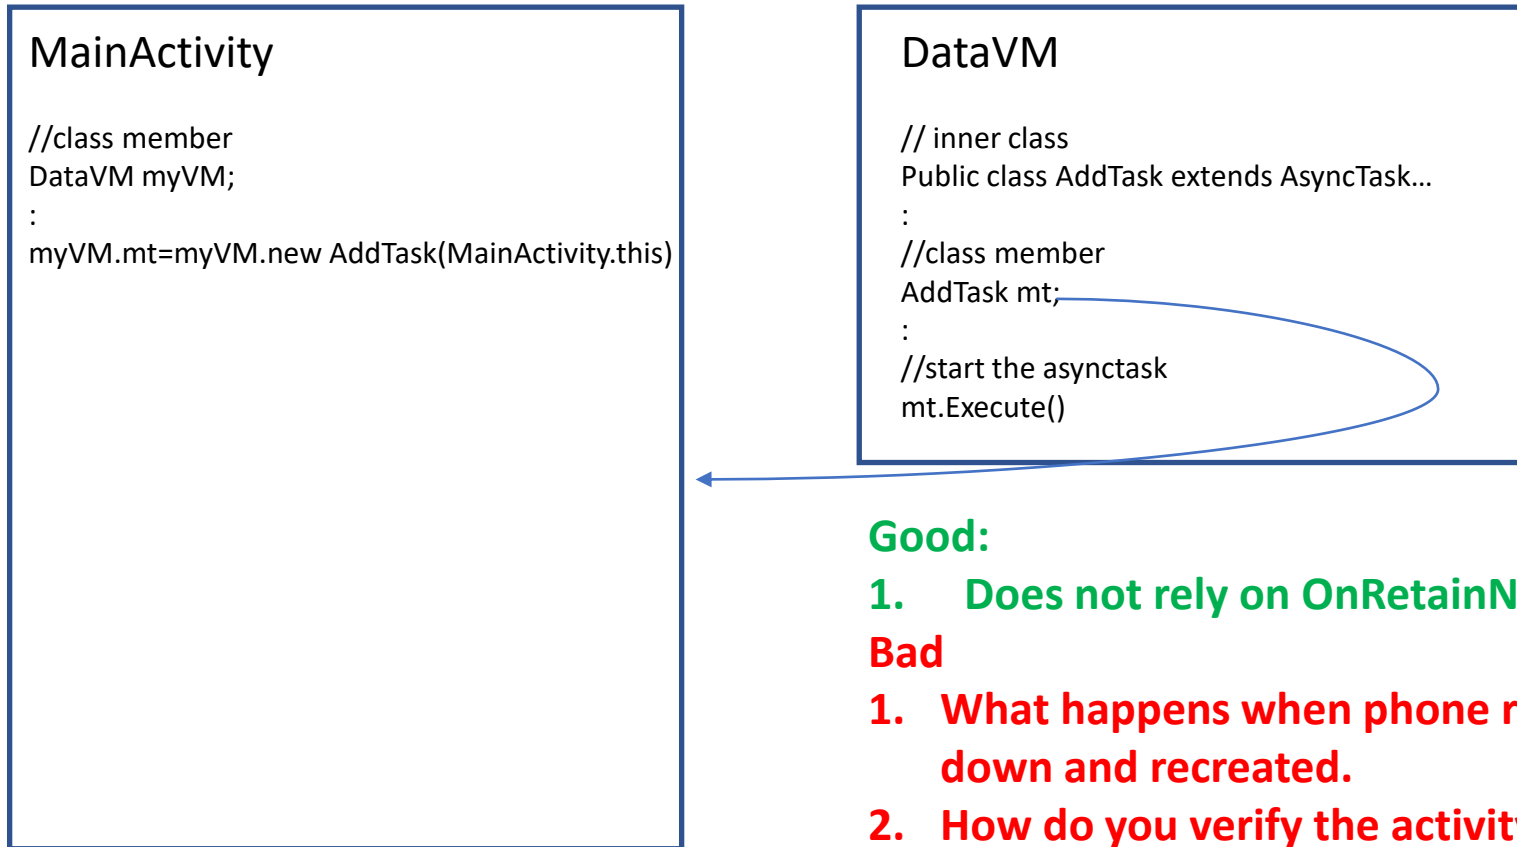 MainActivity
//class member
DataVM myVM;
:
myVM.mt=myVM.new AddTask(MainActivity.this)
DataVM
// inner class
Public class AddTask extends AsyncTask…
:
//class member
AddTask mt;
:
//start the asynctask
mt.Execute()
Good:
1. Does not rely on OnRetainN
Bad
1. What happens when phone r
down and recreated.
2. How do you verify the activity